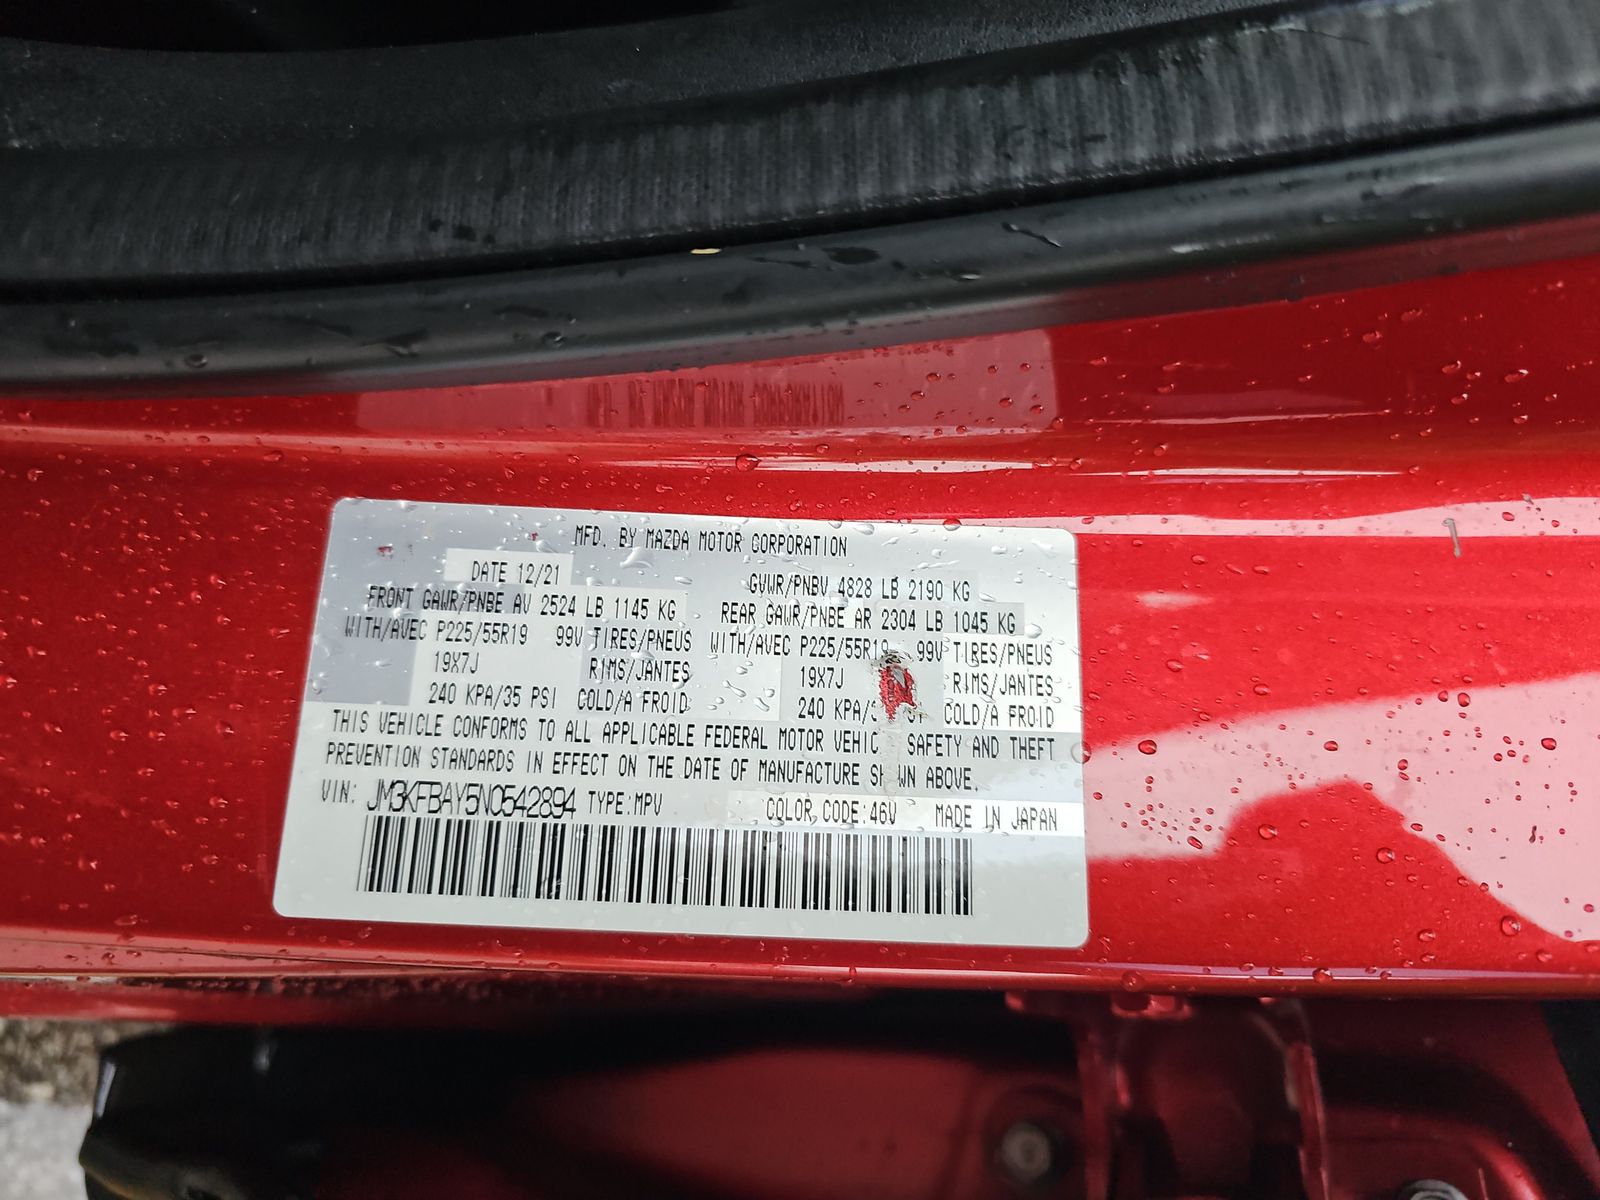 MFD. BY MAZDA MOTOR CORPORATION
DATE 12/21 GVWR/PNBV 4828 LB 2190 KG
FRONT GAWR/PNBE AV 2524 LB 1145 KG REAR GAWR/PNBE AR 2304 LB 1045 KG
WITH/AVEC P225/55R19 99V TIRES/PNEUS WITH/AVEC P225/55R19 99V TIRES/PNEUS
19X7J RIMS/JANTES 19X7J RIMS/JANTES
240 KPA/35 PSI COLD/A FROID 240 KPA/ COLD/A FROID
THIS VEHICLE CONFORMS TO ALL APPLICABLE FEDERAL MOTOR VEHIC SAFETY AND THEFT
PREVENTION STANDARDS IN EFFECT ON THE DATE OF MANUFACTURE SH WN ABOVE.
VIN: JM3KFBAY5N0542894 TYPE:MPV COLOR CODE:46V MADE IN JAPAN